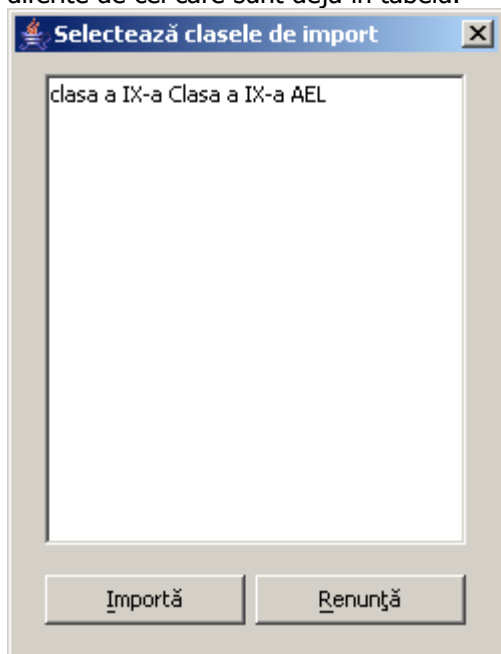 diferite de cei care sunt deja în tabelă.
Selectează clasele de import
clasa a IX-a Clasa a IX-a AEL
Importă
Renunţă